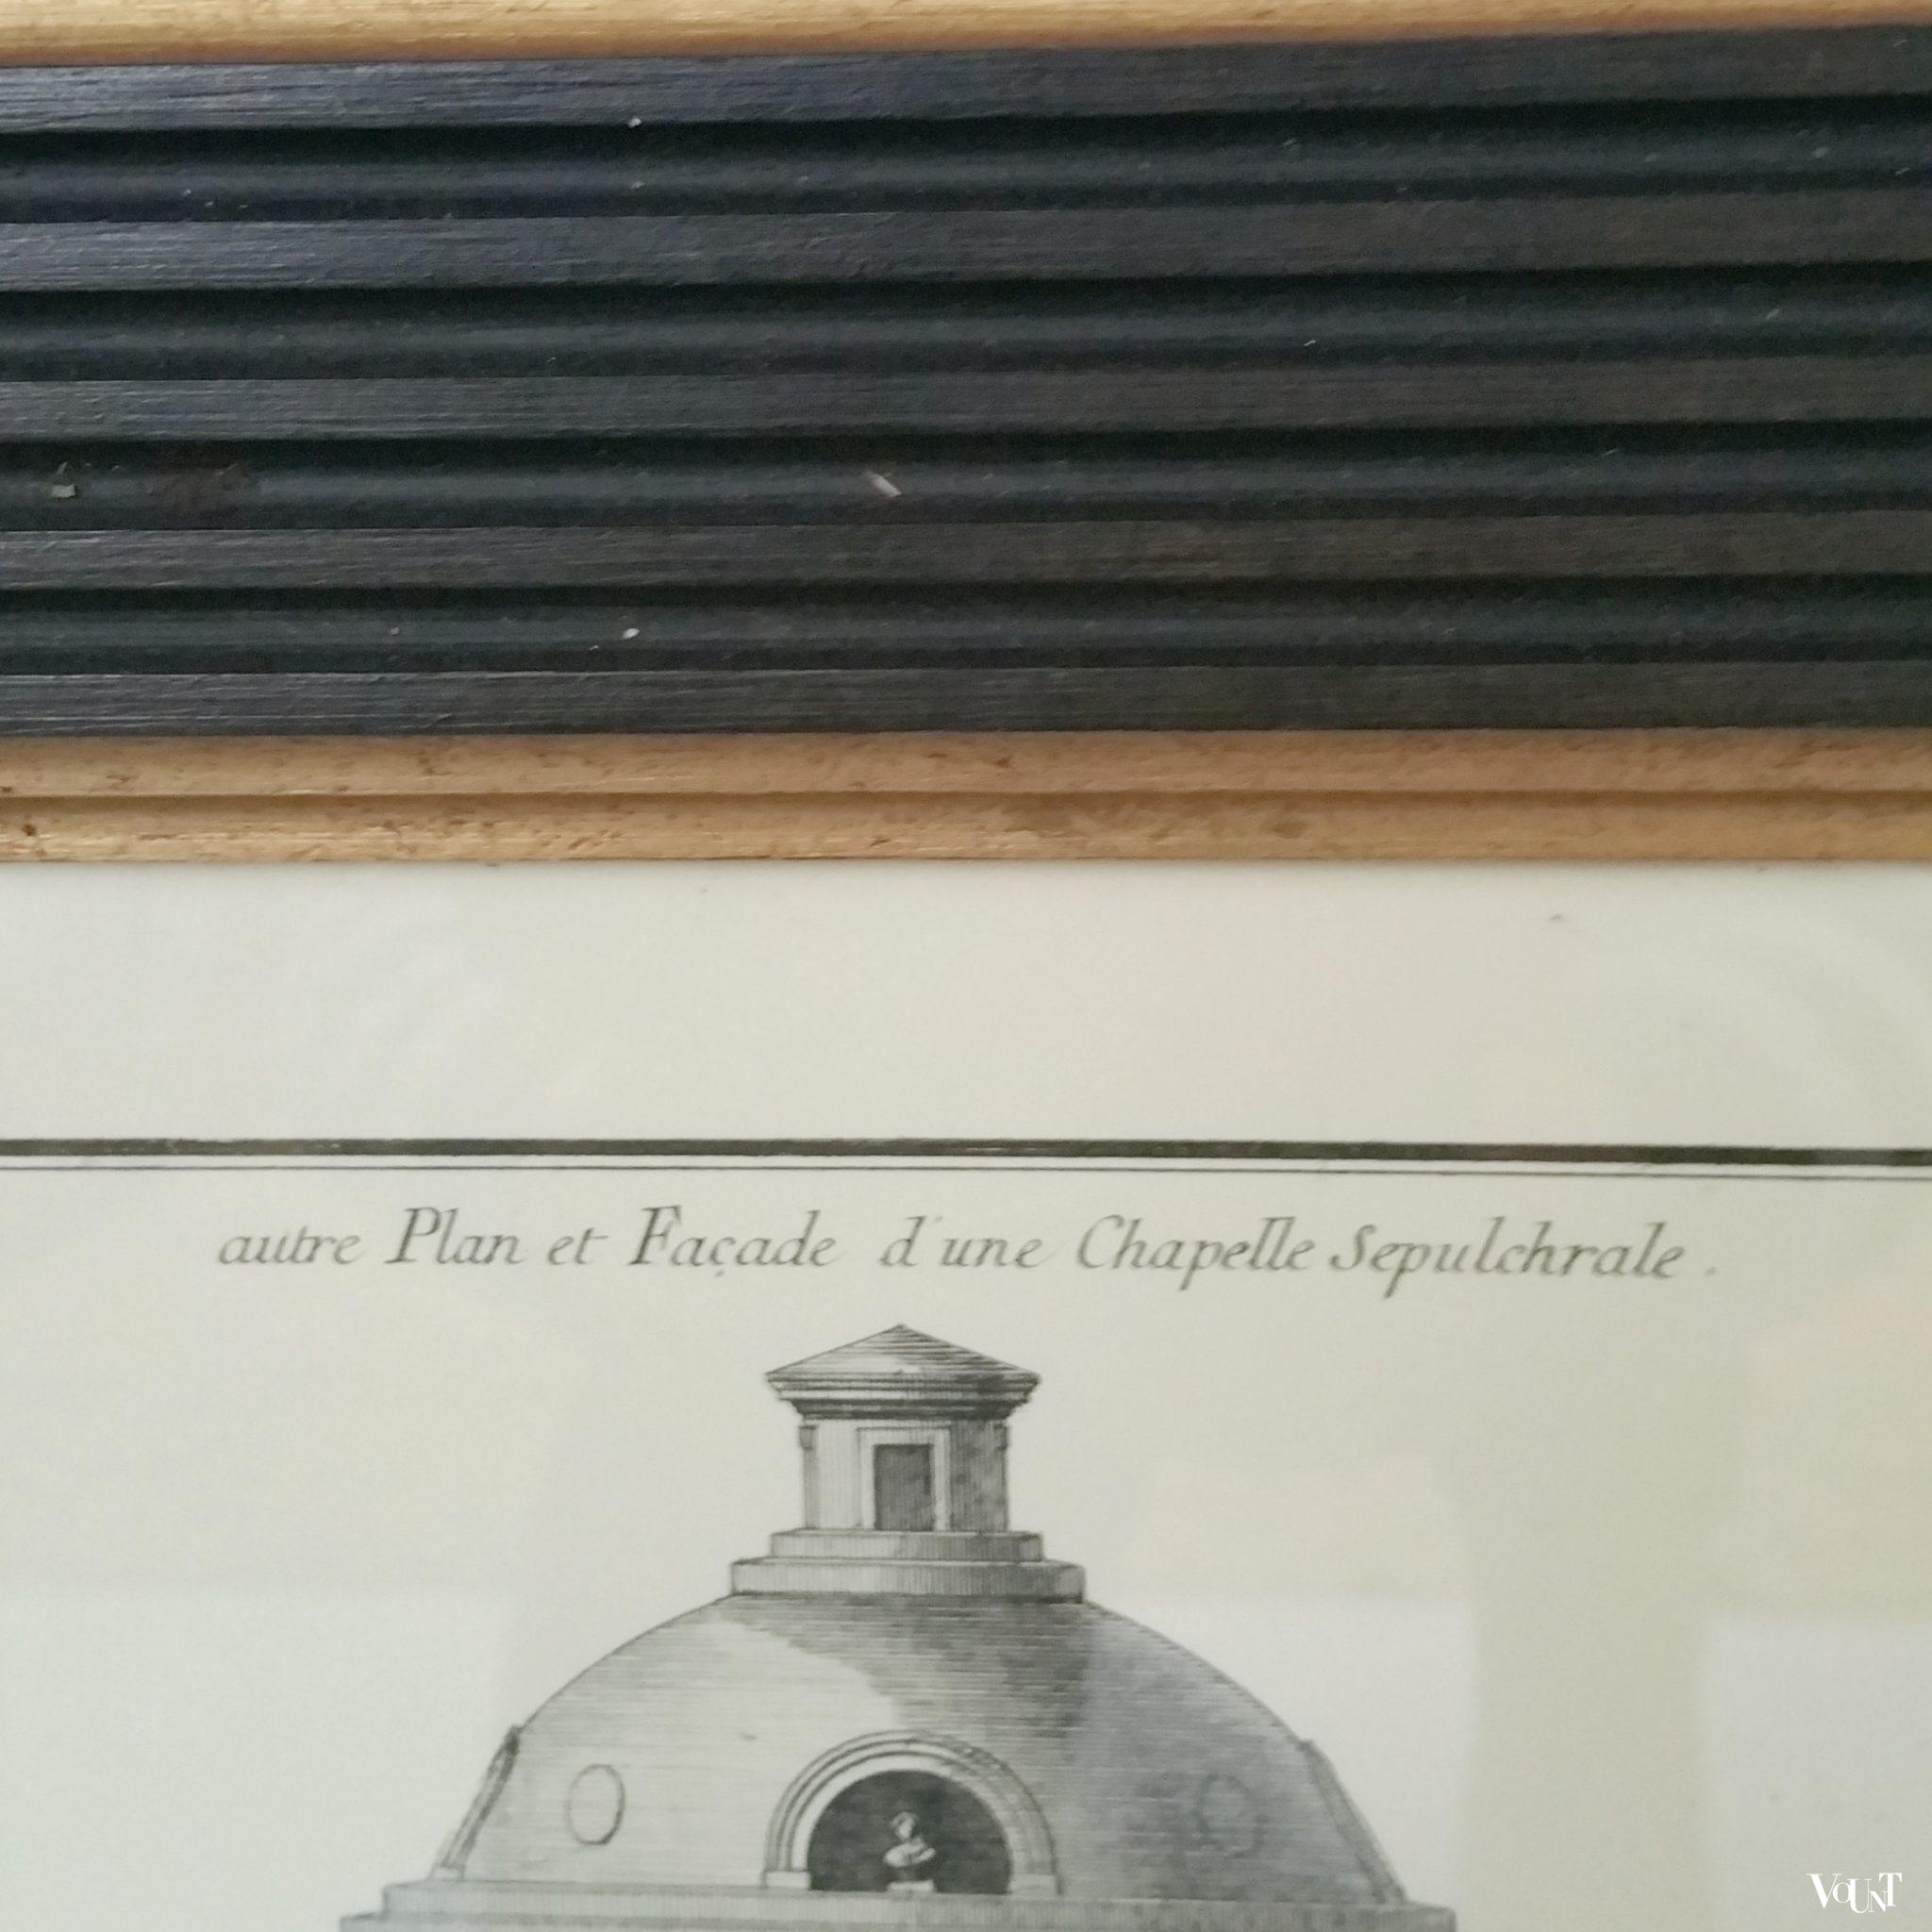 autre Plan et Façade d'une Chapelle Sepulchrale.
VOUNT